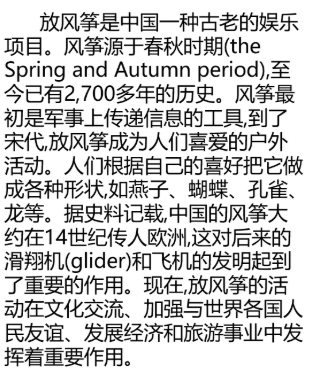 放风筝是中国一种古老的娱乐
项目。风筝源于春秋时期(the
Spring and Autumn period),至
今已有2,700多年的历史。风筝最
初是军事上传递信息的工具,到了
宋代,放风筝成为人们喜爱的户外
活动。人们根据自己的喜好把它做
成各种形状,如燕子、蝴蝶、孔雀、
龙等。据史料记载,中国的风筝大
约在14世纪传人欧洲,这对后来的
滑翔机(glider)和飞机的发明起到
了重要的作用。现在,放风筝的活
动在文化交流、加强与世界各国人
民友谊、发展经济和旅游事业中发
挥着重要作用。